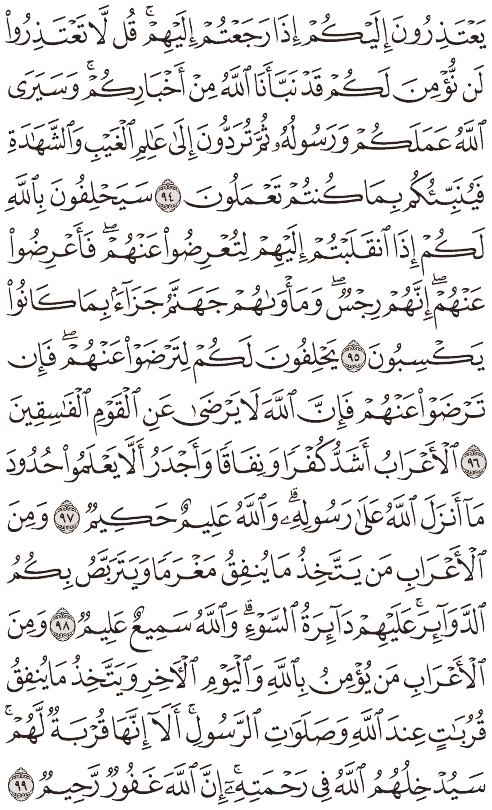 يَعْتَذِرُونَ إِلَيْكُمْ إِذَا رَجَعْتُمْ إِلَيْهِمْ ۚ قُل لَّا تَعْتَذِرُوا۟
لَن نُّؤْمِنَ لَكُمْ قَدْ نَبَّأَنَا ٱللَّهُ مِنْ أَخْبَارِكُمْ ۚ وَسَيَرَى
ٱللَّهُ عَمَلَكُمْ وَرَسُولُهُۥ ثُمَّ تُرَدُّونَ إِلَىٰ عَـٰلِمِ ٱلْغَيْبِ وَٱلشَّهَـٰدَةِ
فَيُنَبِّئُكُم بِمَا كُنتُمْ تَعْمَلُونَ ٩٤ سَيَحْلِفُونَ بِٱللَّهِ
لَكُمْ إِذَا ٱنقَلَبْتُمْ إِلَيْهِمْ لِتُعْرِضُوا۟ عَنْهُمْ ۖ فَأَعْرِضُوا۟
عَنْهُمْ ۖ إِنَّهُمْ رِجْسٌ ۖ وَمَأْوَىٰهُمْ جَهَنَّمُ جَزَآءًۢ بِمَا كَانُوا۟
يَكْسِبُونَ ٩٥ يَحْلِفُونَ لَكُمْ لِتَرْضَوْا۟ عَنْهُمْ ۖ فَإِن
تَرْضَوْا۟ عَنْهُمْ فَإِنَّ ٱللَّهَ لَا يَرْضَىٰ عَنِ ٱلْقَوْمِ ٱلْفَـٰسِقِينَ
٩٦ ٱلْأَعْرَابُ أَشَدُّ كُفْرًا وَنِفَاقًا وَأَجْدَرُ أَلَّا يَعْلَمُوا۟ حُدُودَ
مَآ أَنزَلَ ٱللَّهُ عَلَىٰ رَسُولِهِۦ ۗ وَٱللَّهُ عَلِيمٌ حَكِيمٌ ٩٧ وَمِنَ
ٱلْأَعْرَابِ مَن يَتَّخِذُ مَا يُنفِقُ مَغْرَمًا وَيَتَرَبَّصُ بِكُمُ
ٱلدَّوَآئِرَ ۚ عَلَيْهِمْ دَآئِرَةُ ٱلسَّوْءِ ۗ وَٱللَّهُ سَمِيعٌ عَلِيمٌ ٩٨ وَمِنَ
ٱلْأَعْرَابِ مَن يُؤْمِنُ بِٱللَّهِ وَٱلْيَوْمِ ٱلْـَٔاخِرِ وَيَتَّخِذُ مَا يُنفِقُ
قُرُبَـٰتٍ عِندَ ٱللَّهِ وَصَلَوَٰتِ ٱلرَّسُولِ ۚ أَلَآ إِنَّهَا قُرْبَةٌ لَّهُمْ ۚ
سَيُدْخِلُهُمُ ٱللَّهُ فِى رَحْمَتِهِۦٓ ۗ إِنَّ ٱللَّهَ غَفُورٌ رَّحِيمٌ ٩٩